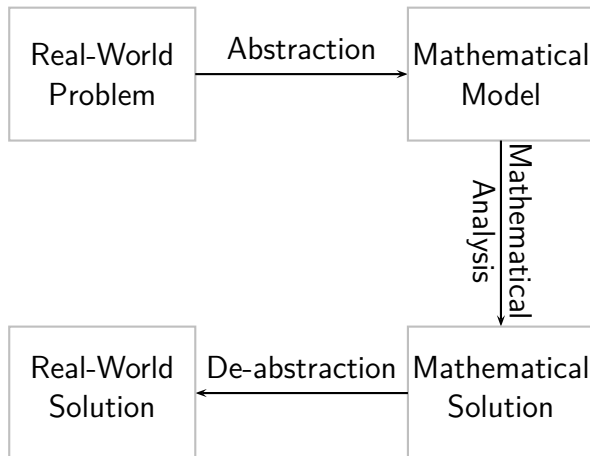 Real-World
Problem
Abstraction
Mathematical
Model
Mathematical
Analysis
Real-World
Solution
De-abstraction
Mathematical
Solution